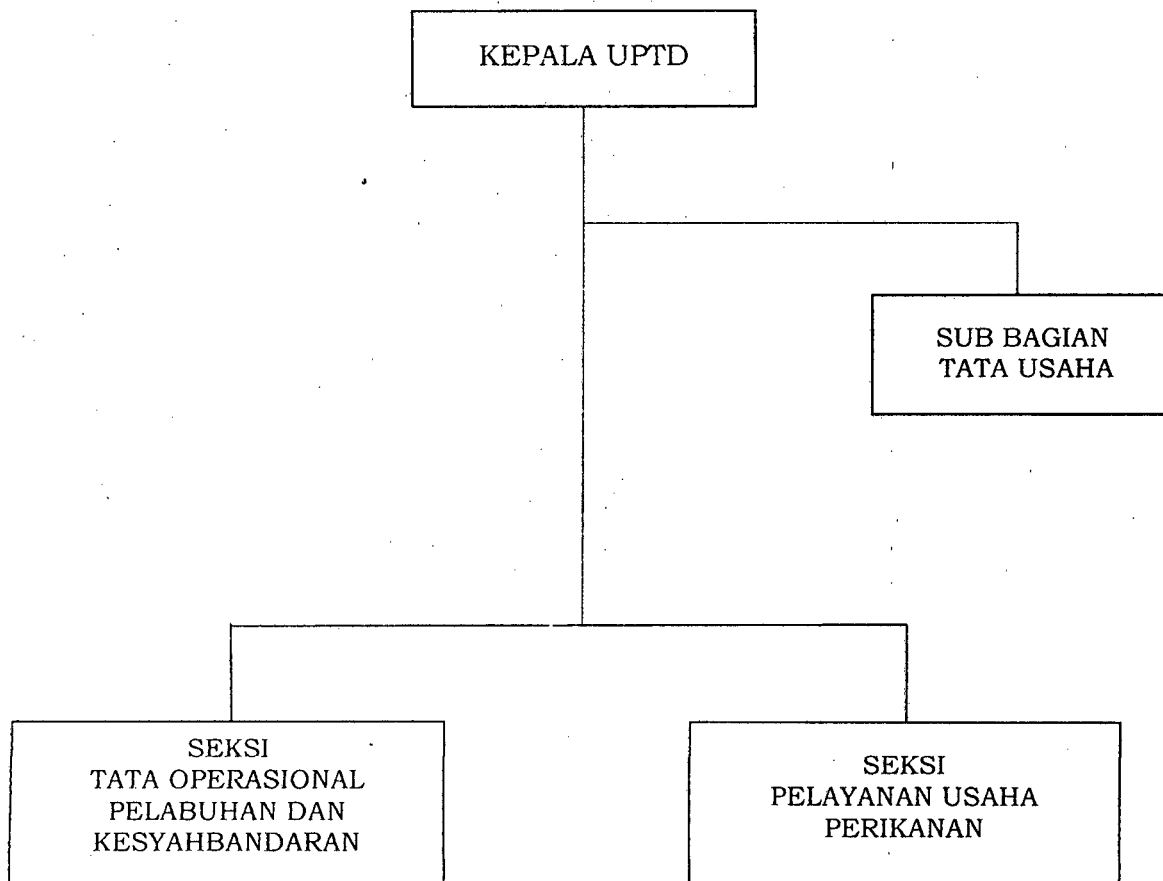 KEPALA UPTD
SUB BAGIAN
TATA USAHA
SEKSI
TATA OPERASIONAL
PELABUHAN DAN
KESYAHBANDARAN
SEKSI
PELAYANAN USAHA
PERIKANAN